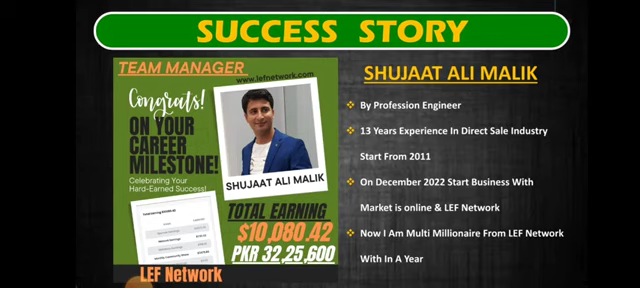 SUCCESS STORY
TEAM MANAGER
www.lefnetwork.com
Congrats!
ON YOUR
CAREER
MILESTONE!
Celebrating Your
Hard-Earned Success!
SHUJAAT ALI MALIK
TOTAL EARNING
$10,080.42
PKR 32,25,600
LEF Network
SHUJAAT ALI MALIK
By Profession Engineer
13 Years Experience In Direct Sale Industry
Start From 2011
On December 2022 Start Business With
Market is online & LEF Network
Now I Am Multi Millionaire From LEF Network
With In A Year